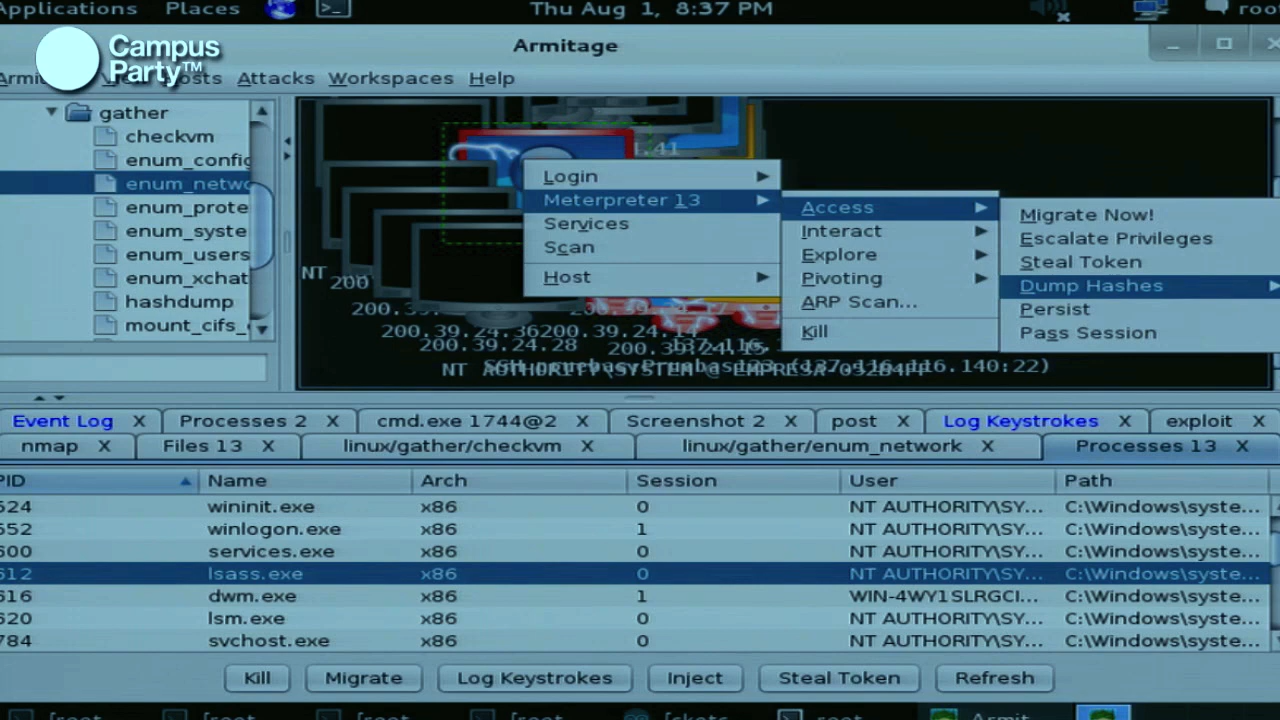 Applications Places Thu Aug 1, 8:37 PM
Campus
Party™
Armitage
Attacks Workspaces Help
gather
checkvm
enum_config
enum_netwo
enum_prote
enum_syste
enum_users
enum_xchat
hashdump
mount_cifs_
Login
Meterpreter 13
Services
Scan
Host
Access
Interact
Explore
Pivoting
ARP Scan...
Kill
Migrate Now!
Escalate Privileges
Steal Token
Dump Hashes
Persist
Pass Session
NT
200
200.39.24.36
200.39.24.28
Event Log X Processes 2 X cmd.exe 1744@2 X Screenshot 2 X post X Log Keystrokes X exploit X
nmap X Files 13 X linux/gather/checkvm X linux/gather/enum_network X Processes 13 X
PID Name Arch Session User Path
524 wininit.exe x86 0 NT AUTHORITY\SY... C:\Windows\syste...
552 winlogon.exe x86 1 NT AUTHORITY\SY... C:\Windows\syste...
600 services.exe x86 0 NT AUTHORITY\SY... C:\Windows\syste...
612 lsass.exe x86 0 NT AUTHORITY\SY... C:\Windows\syste...
616 dwm.exe x86 1 WIN-4WY1SLRGCI... C:\Windows\syste...
620 lsm.exe x86 0 NT AUTHORITY\SY... C:\Windows\syste...
784 svchost.exe x86 0 NT AUTHORITY\SY... C:\Windows\syste...
Kill Migrate Log Keystrokes Inject Steal Token Refresh